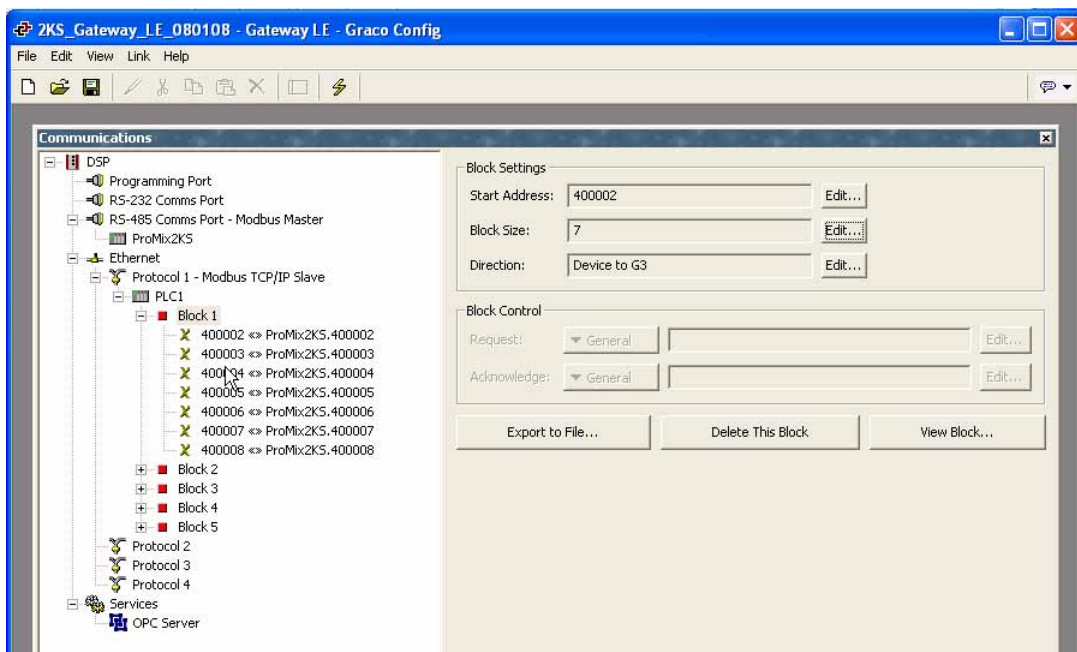 2KS_Gateway_LE_080108 - Gateway LE - Graco Config
File Edit View Link Help
Communications
DSP
Programming Port
RS-232 Comms Port
RS-485 Comms Port - Modbus Master
ProMix2KS
Ethernet
Protocol 1 - Modbus TCP/IP Slave
PLC1
Block 1
400002 <> ProMix2KS.400002
400003 <> ProMix2KS.400003
400004 <> ProMix2KS.400004
400005 <> ProMix2KS.400005
400006 <> ProMix2KS.400006
400007 <> ProMix2KS.400007
400008 <> ProMix2KS.400008
Block 2
Block 3
Block 4
Block 5
Protocol 2
Protocol 3
Protocol 4
Services
OPC Server
Block Settings
Start Address: 400002 Edit...
Block Size: 7 Edit...
Direction: Device to G3 Edit...
Block Control
Request: General Edit...
Acknowledge: General Edit...
Export to File... Delete This Block View Block...